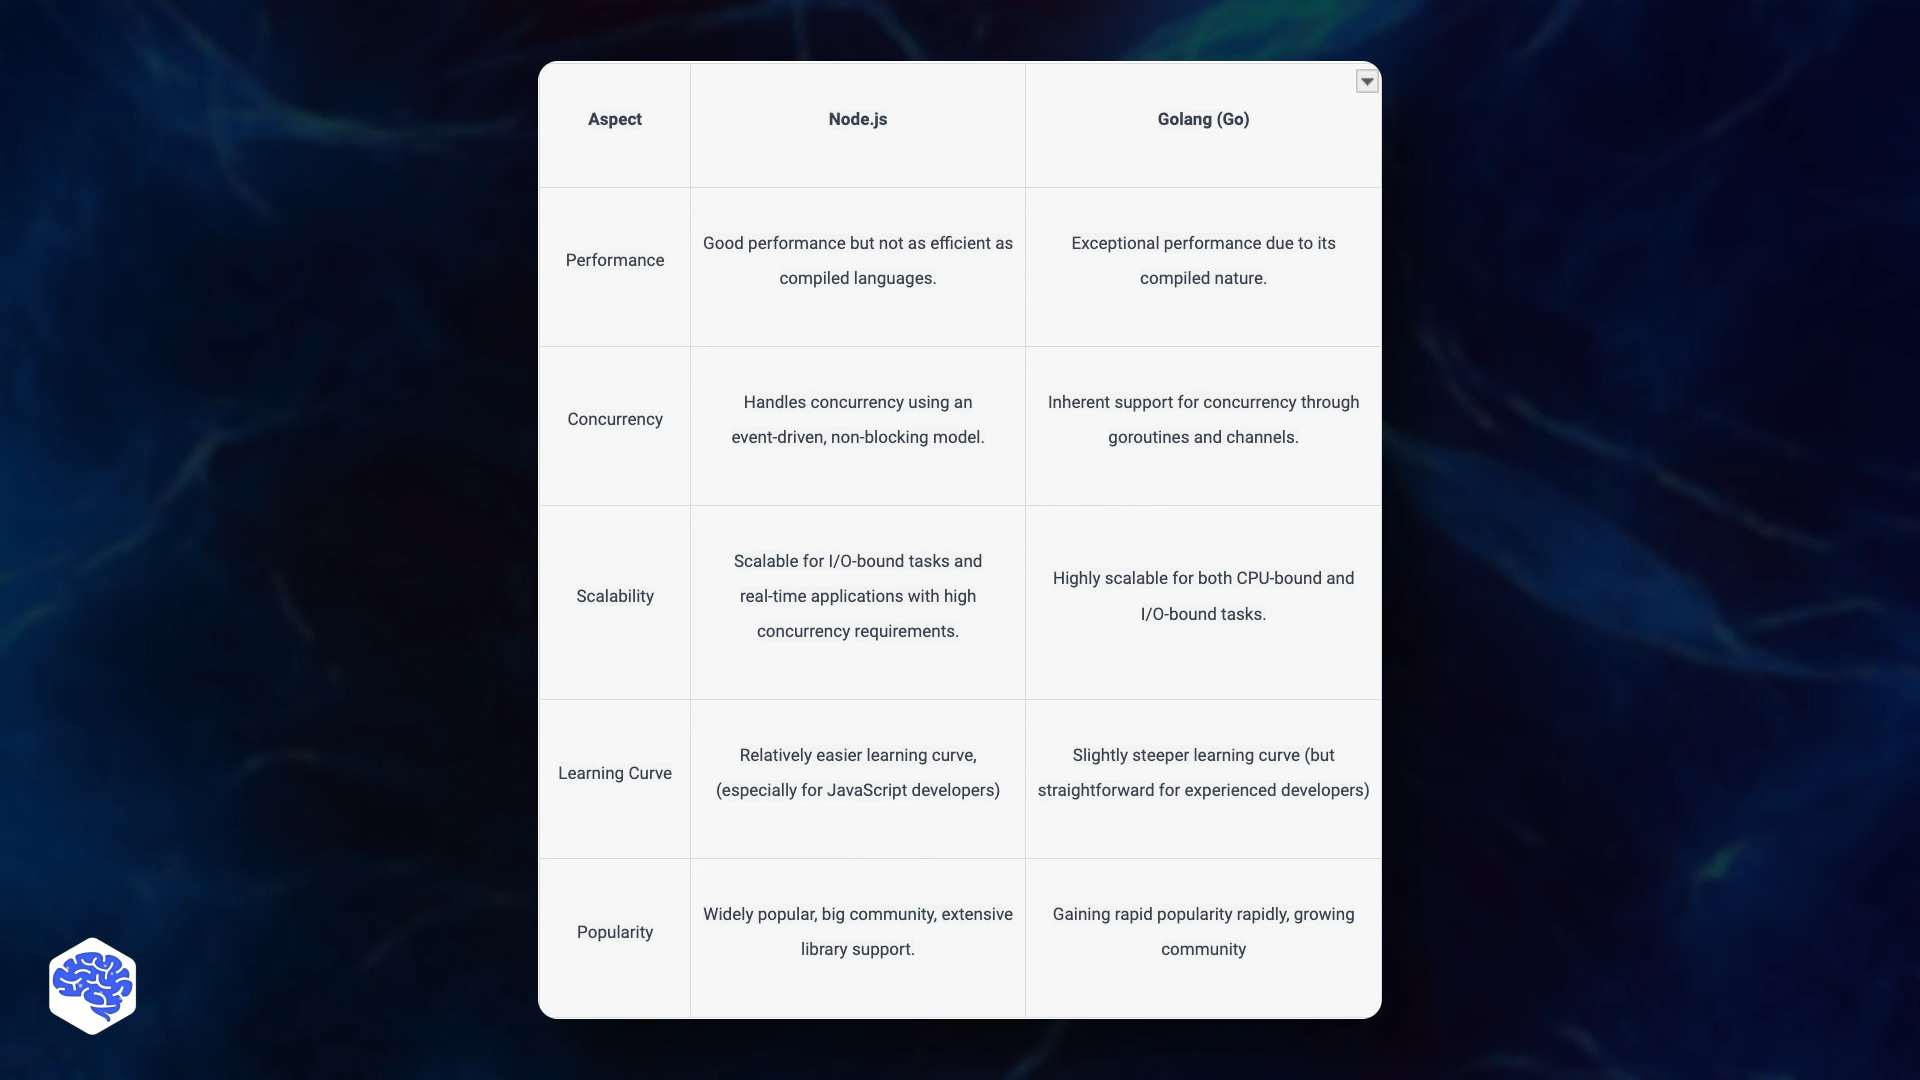 Aspect
Node.js
Golang (Go)
Performance
Good performance but not as efficient as
compiled languages.
Exceptional performance due to its
compiled nature.
Concurrency
Handles concurrency using an
event-driven, non-blocking model.
Inherent support for concurrency through
goroutines and channels.
Scalability
Scalable for I/O-bound tasks and
real-time applications with high
concurrency requirements.
Highly scalable for both CPU-bound and
I/O-bound tasks.
Learning Curve
Relatively easier learning curve,
(especially for JavaScript developers)
Slightly steeper learning curve (but
straightforward for experienced developers)
Popularity
Widely popular, big community, extensive
library support.
Gaining rapid popularity rapidly, growing
community